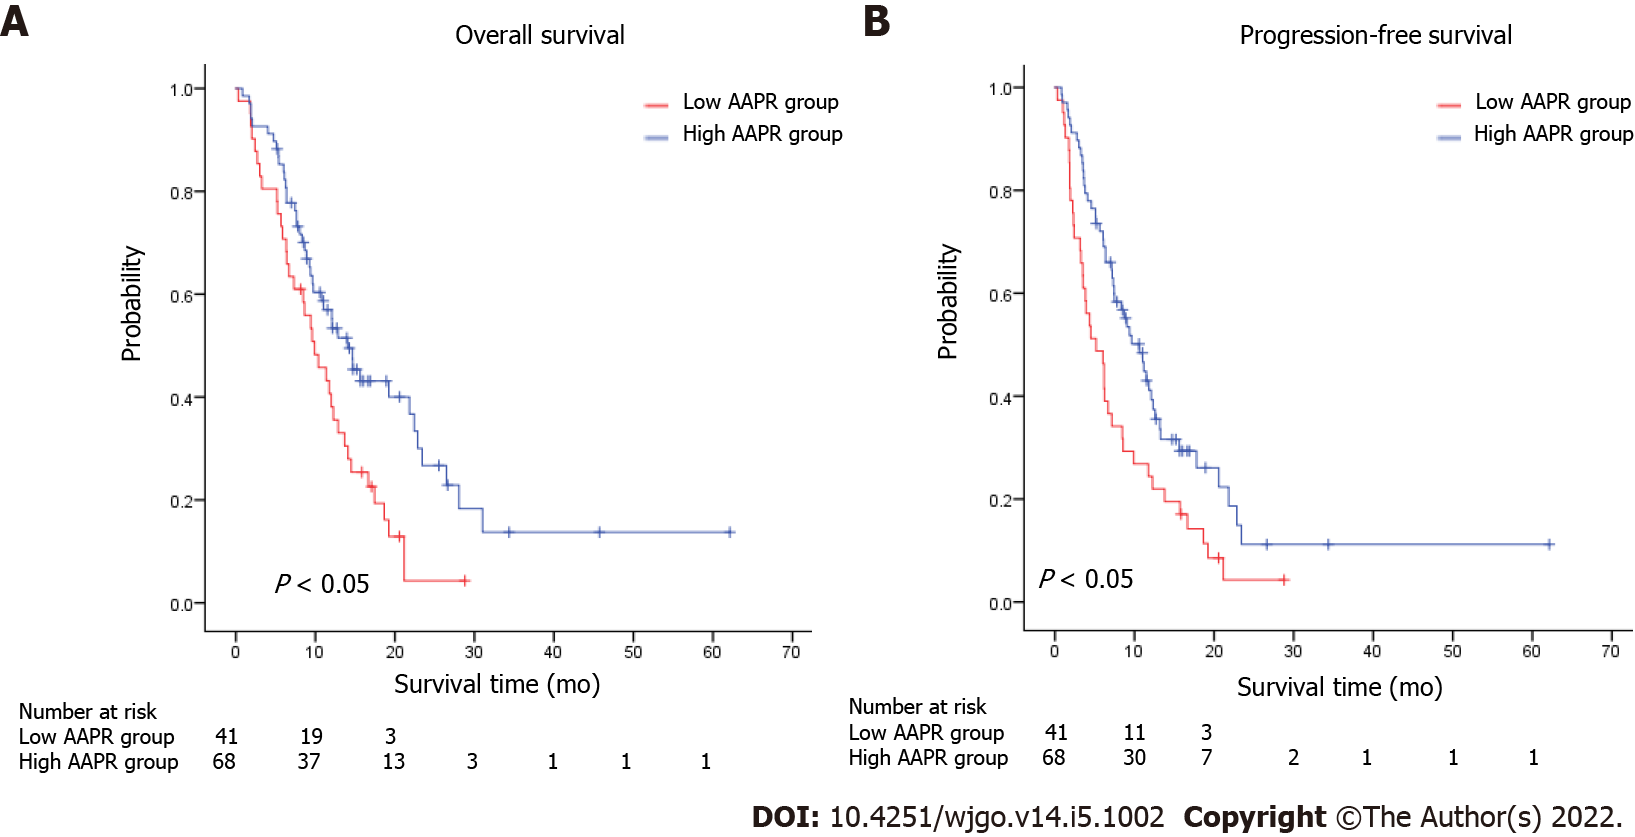 A
Overall survival
Low AAPR group
High AAPR group
1.0
0.8
0.6
0.4
0.2
0.0
Probability
P < 0.05
0 10 20 30 40 50 60 70
Survival time (mo)
Number at risk
Low AAPR group 41 19 3
High AAPR group 68 37 13 3 1 1 1
B
Progression-free survival
Low AAPR group
High AAPR group
1.0
0.8
0.6
0.4
0.2
0.0
Probability
P < 0.05
0 10 20 30 40 50 60 70
Survival time (mo)
Number at risk
Low AAPR group 41 11 3
High AAPR group 68 30 7 2 1 1 1
DOI: 10.4251/wjgo.v14.i5.1002 Copyright ©The Author(s) 2022.